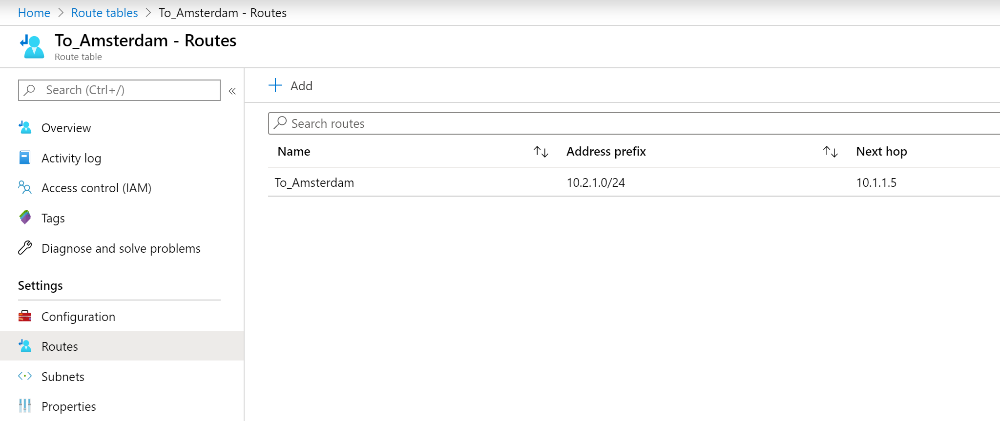 Home > Route tables > To_Amsterdam - Routes
To_Amsterdam - Routes
Route table
Search (Ctrl+/)
Overview
Activity log
Access control (IAM)
Tags
Diagnose and solve problems
Settings
Configuration
Routes
Subnets
Properties
Add
Search routes
Name Address prefix Next hop
To_Amsterdam 10.2.1.0/24 10.1.1.5